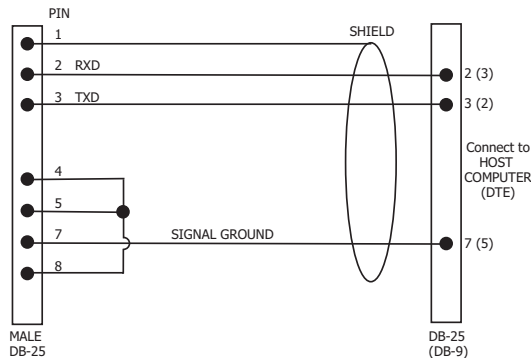 PIN
1
SHIELD
2 RXD
2 (3)
3 TXD
3 (2)
Connect to
HOST
COMPUTER
(DTE)
4
5
7
SIGNAL GROUND
7 (5)
8
MALE
DB-25
DB-25
(DB-9)